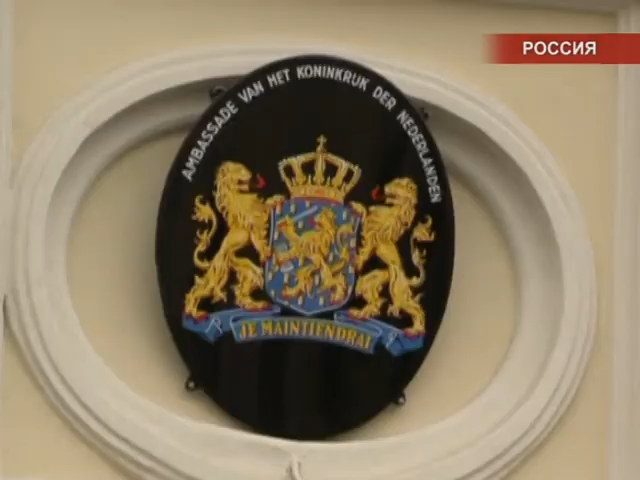 РОССИЯ
AMBASSADE VAN HET KONINKRIJK DER NEDERLANDEN
JE MAINTIENDRAI